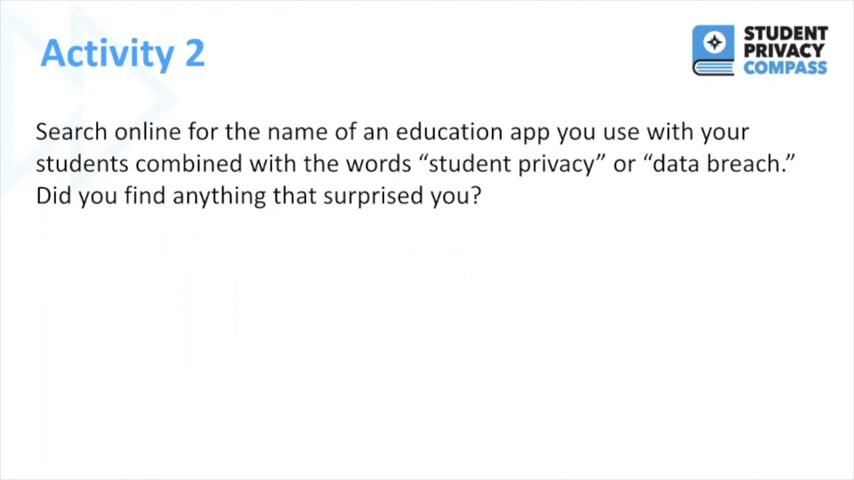 Activity 2
STUDENT
PRIVACY
COMPASS
Search online for the name of an education app you use with your
students combined with the words “student privacy” or “data breach.”
Did you find anything that surprised you?